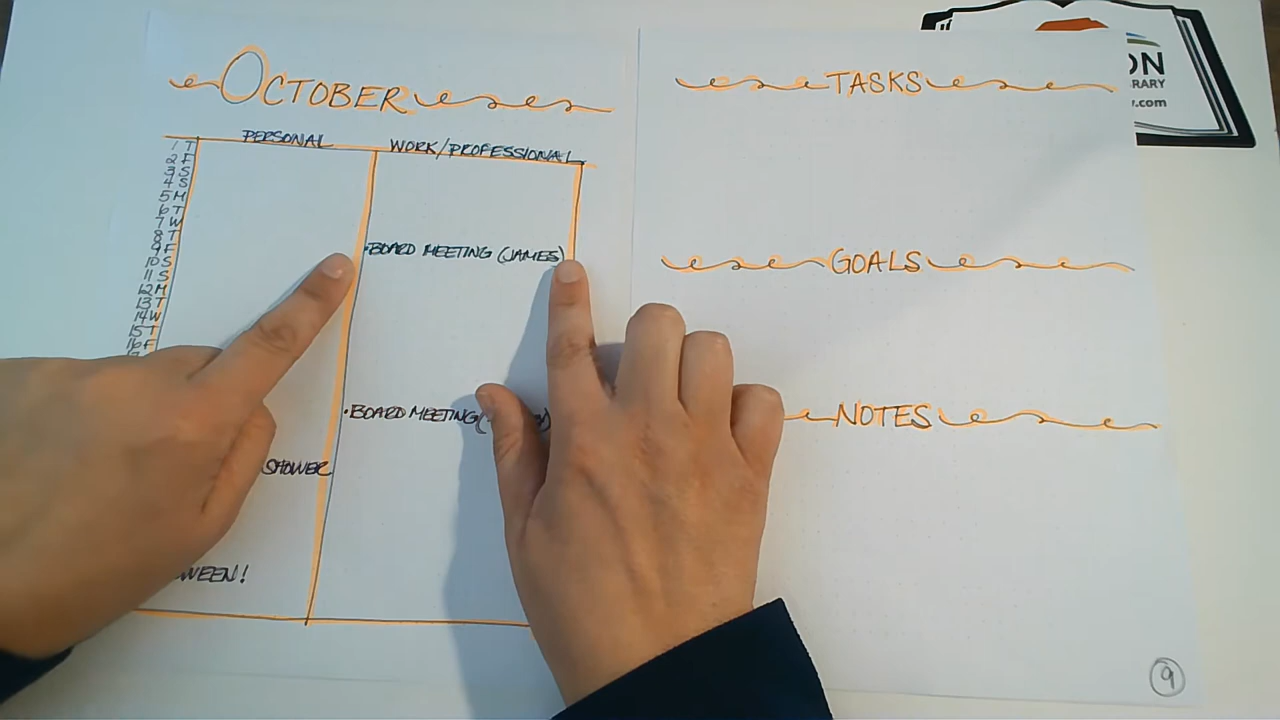 OCTOBER
PERSONAL
WORK/PROFESSIONAL
1 T
2 F
3 S
4 S
5 M
6 T
7 W
8 T
9 F
10 S
11 S
12 M
13 T
14 W
15 T
16 F
•BOARD MEETING (JAMES)
•BOARD MEETING(
SHOWER
WEEN!
TASKS
GOALS
NOTES
9
ON
RARY
.com